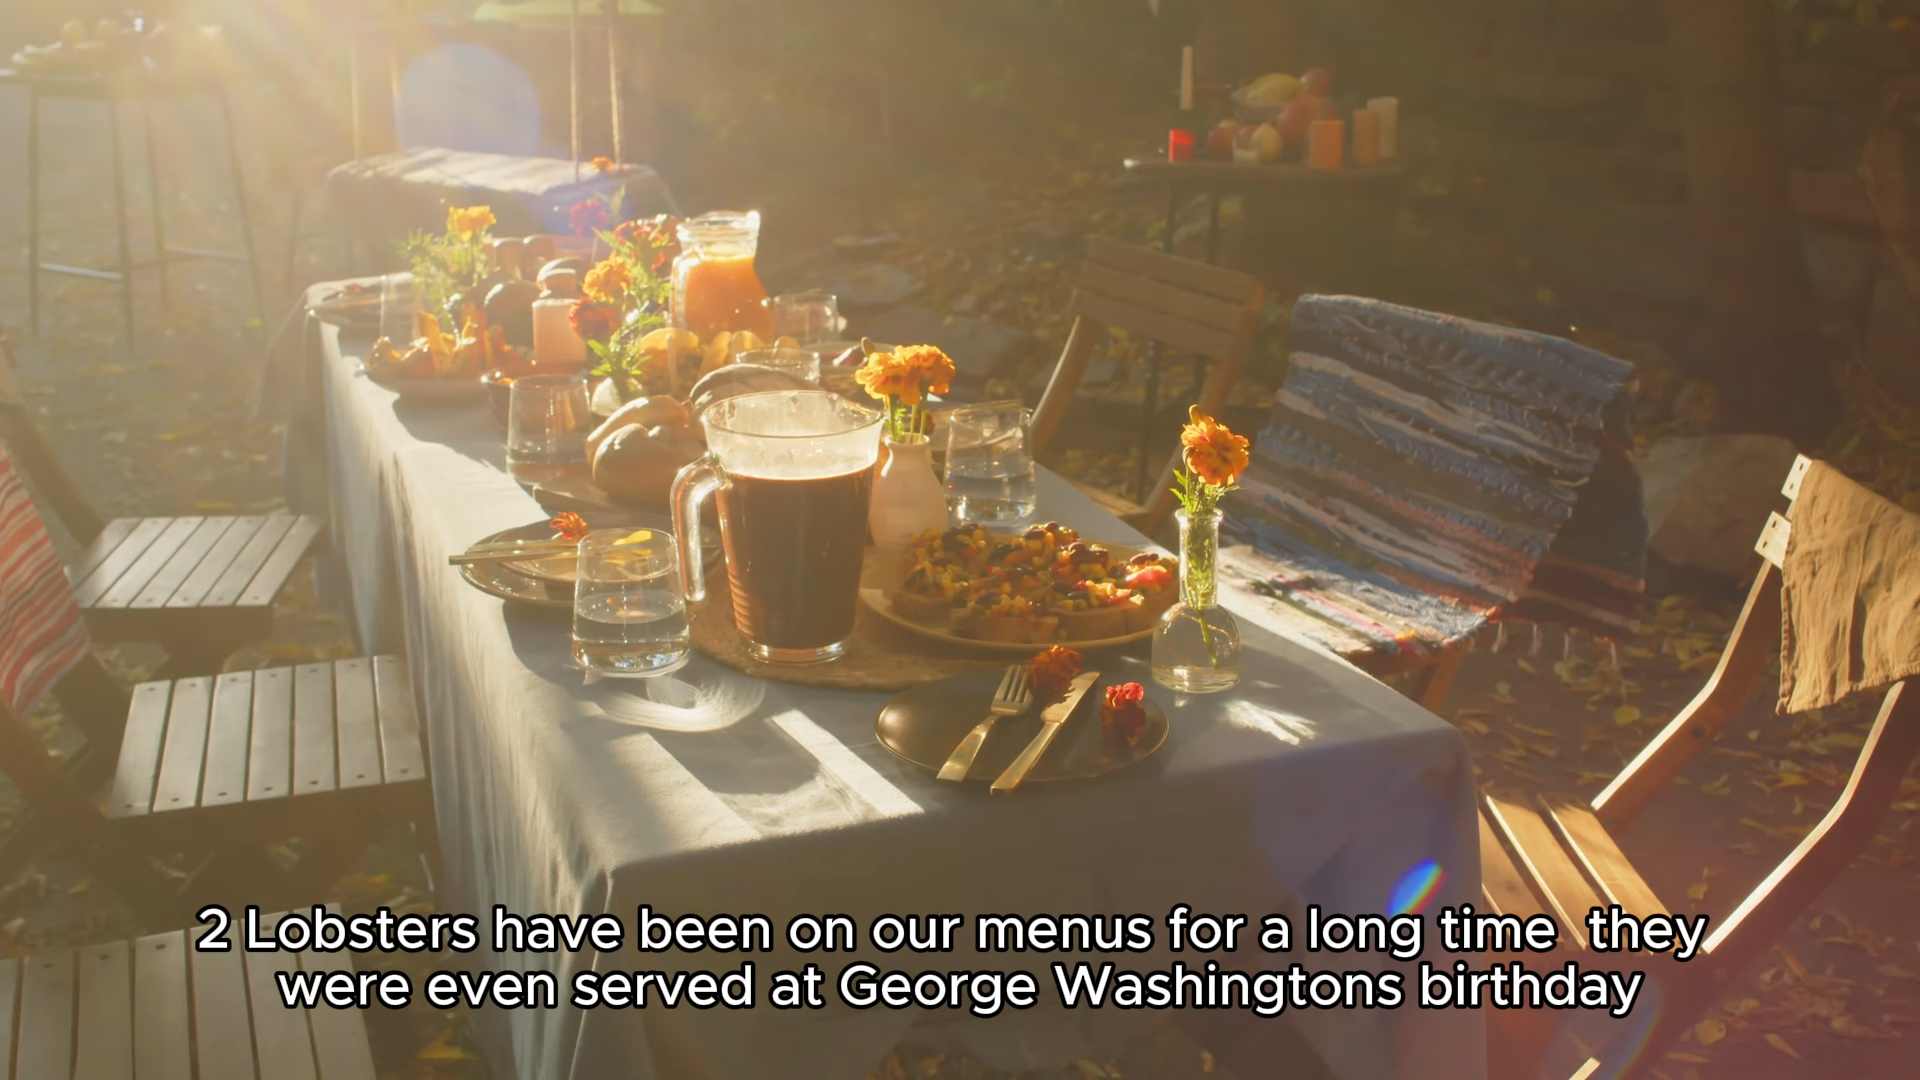 2 Lobsters have been on our menus for a long time  they
were even served at George Washingtons birthday